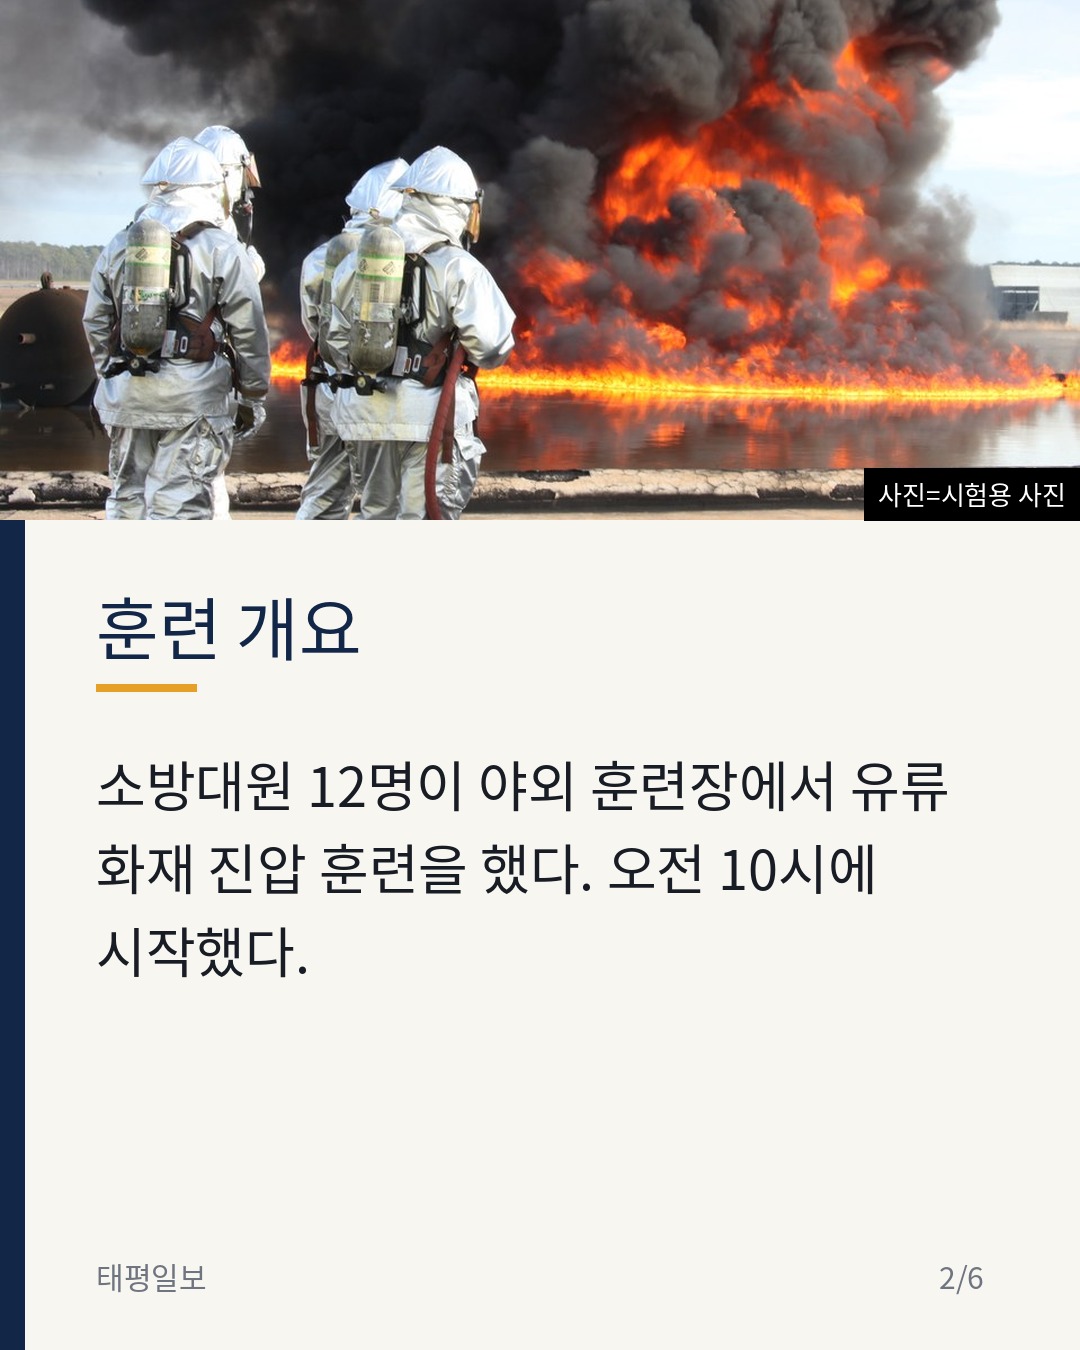 사진=시험용 사진
훈련 개요
소방대원 12명이 야외 훈련장에서 유류
화재 진압 훈련을 했다. 오전 10시에
시작했다.
태평일보
2/6